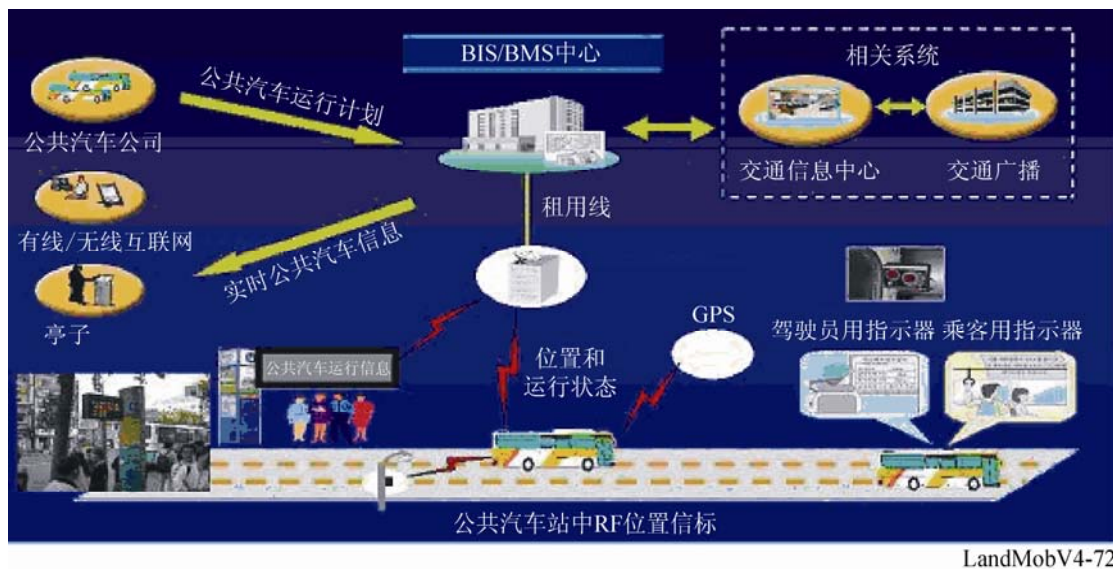 BIS/BMS中心
相关系统
公共汽车运行计划
公共汽车公司
交通信息中心
交通广播
租用线
有线/无线互联网
实时公共汽车信息
亭子
GPS
驾驶员用指示器
乘客用指示器
公共汽车运行信息
位置和
运行状态
公共汽车站中RF位置信标
LandMobV4-72